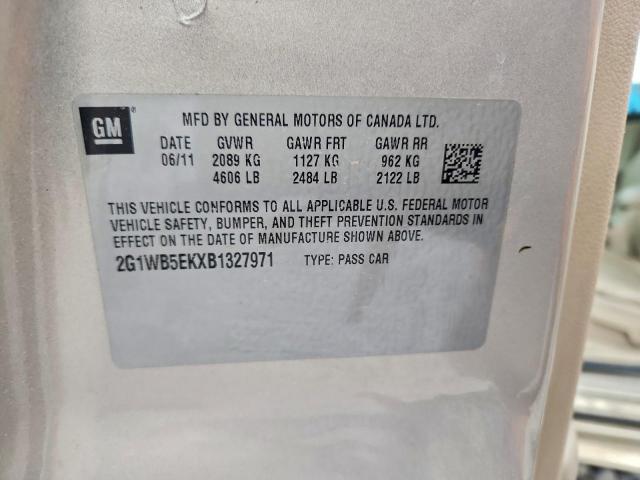 GM
MFD BY GENERAL MOTORS OF CANADA LTD.
DATE GVWR GAWR FRT GAWR RR
06/11 2089 KG 1127 KG 962 KG
4606 LB 2484 LB 2122 LB
THIS VEHICLE CONFORMS TO ALL APPLICABLE U.S. FEDERAL MOTOR
VEHICLE SAFETY, BUMPER, AND THEFT PREVENTION STANDARDS IN
EFFECT ON THE DATE OF MANUFACTURE SHOWN ABOVE.
2G1WB5EKXB1327971 TYPE: PASS CAR